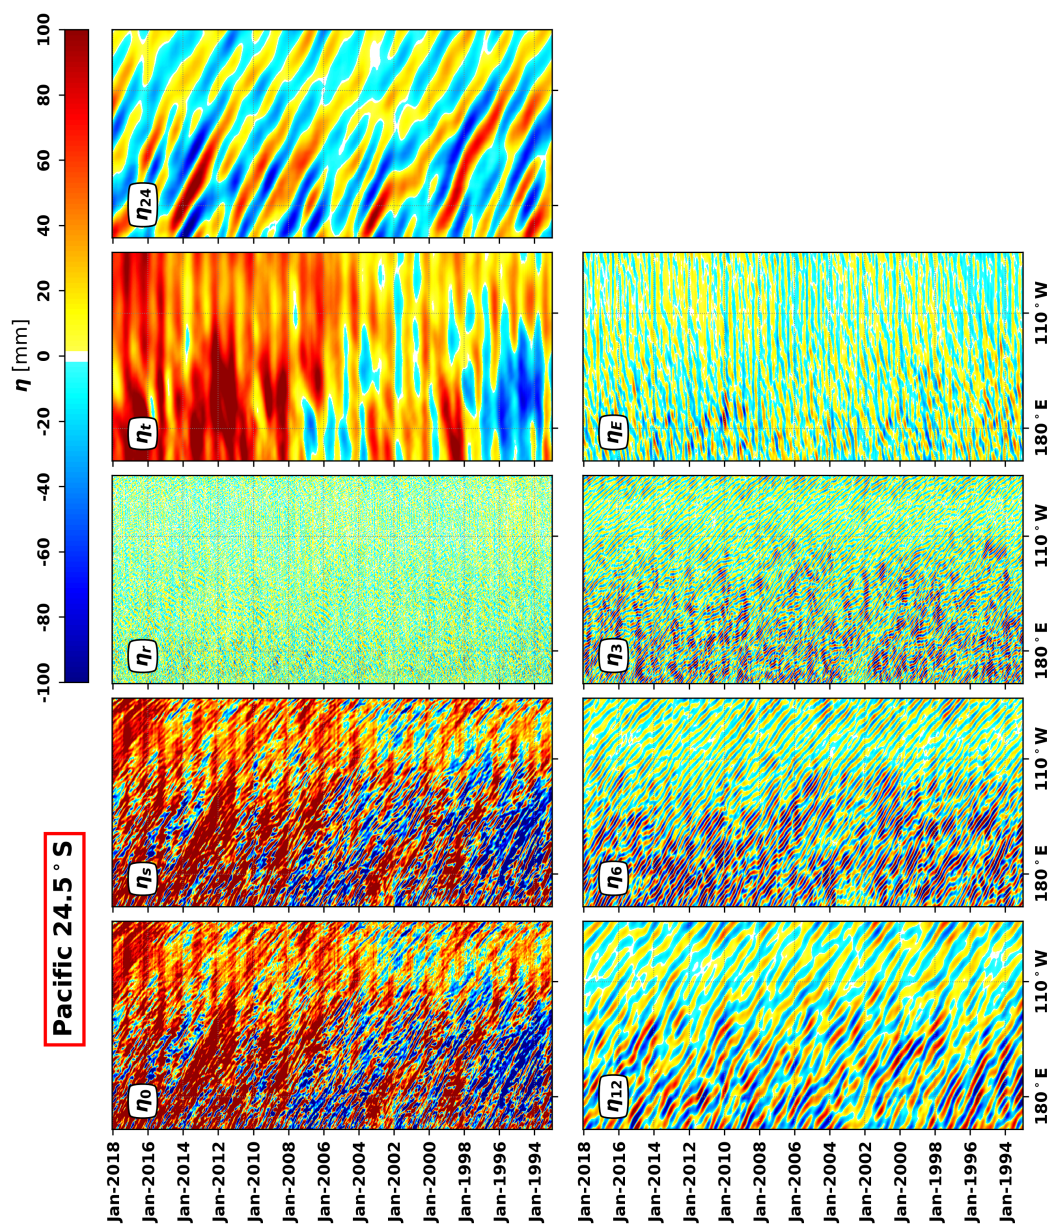 η [mm]
-100 -80 -60 -40 -20 0 20 40 60 80 100
Pacific 24.5°S
η0 ηs ηr ηt η24
Jan-2018
Jan-2016
Jan-2014
Jan-2012
Jan-2010
Jan-2008
Jan-2006
Jan-2004
Jan-2002
Jan-2000
Jan-1998
Jan-1996
Jan-1994
η12 η6 η3 ηE
Jan-2018
Jan-2016
Jan-2014
Jan-2012
Jan-2010
Jan-2008
Jan-2006
Jan-2004
Jan-2002
Jan-2000
Jan-1998
Jan-1996
Jan-1994
180°E 110°W 180°E 110°W 180°E 110°W 180°E 110°W